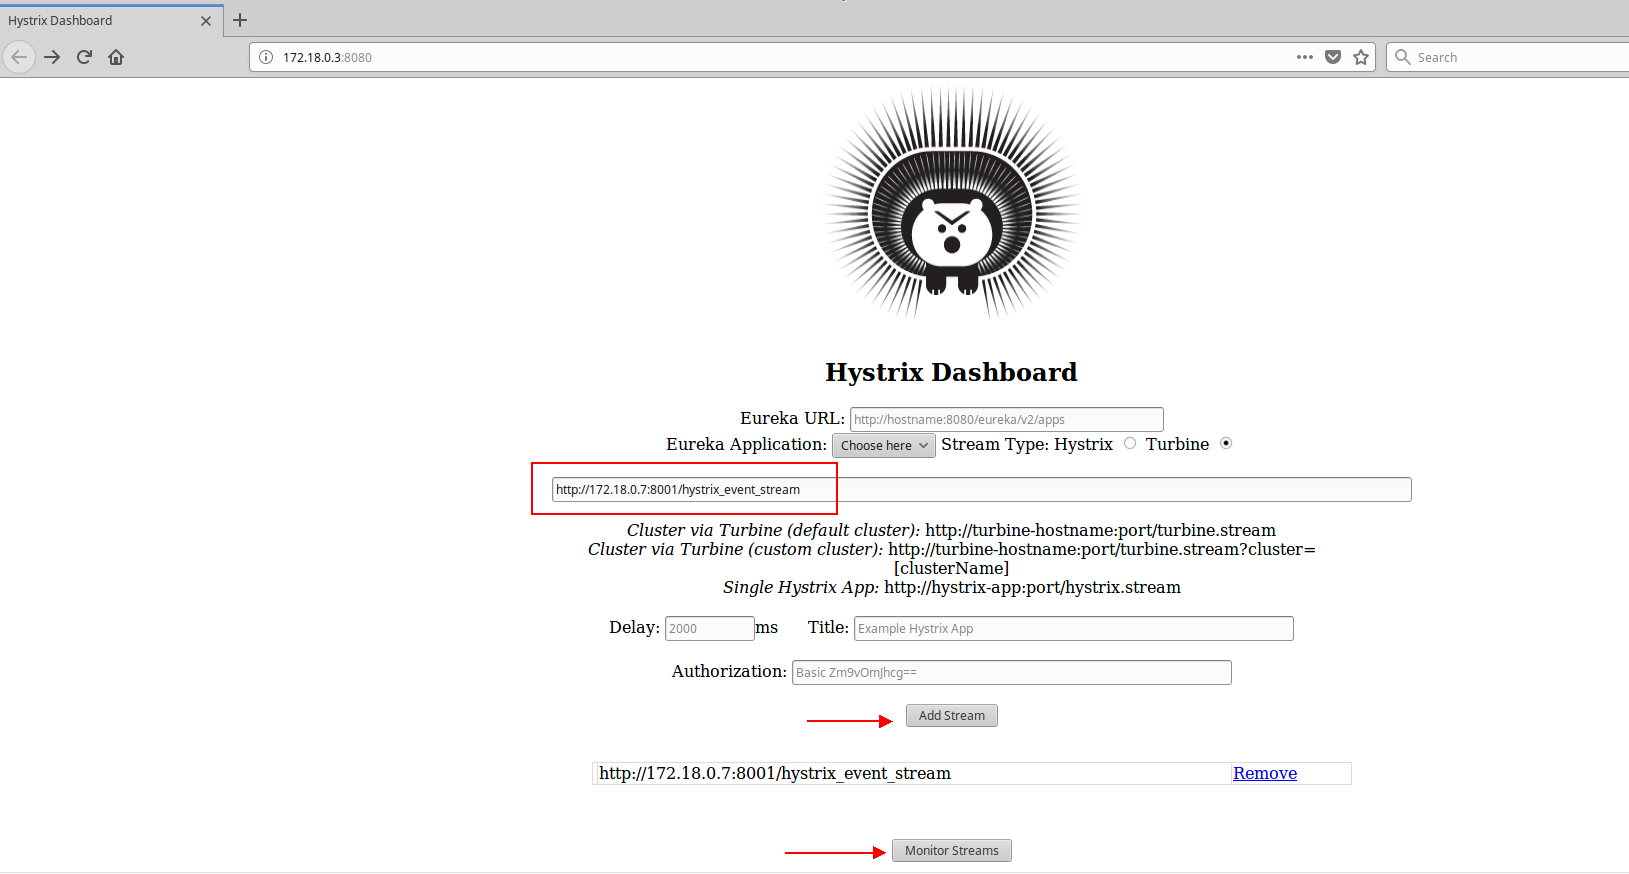 Hystrix Dashboard
172.18.0.3:8080
Search
Hystrix Dashboard
Eureka URL: http://hostname:8080/eureka/v2/apps
Eureka Application: Choose here Stream Type: Hystrix Turbine
http://172.18.0.7:8001/hystrix_event_stream
Cluster via Turbine (default cluster): http://turbine-hostname:port/turbine.stream
Cluster via Turbine (custom cluster): http://turbine-hostname:port/turbine.stream?cluster=
[clusterName]
Single Hystrix App: http://hystrix-app:port/hystrix.stream
Delay: 2000 ms Title: Example Hystrix App
Authorization: Basic Zm9vOmJhcg==
Add Stream
http://172.18.0.7:8001/hystrix_event_stream Remove
Monitor Streams